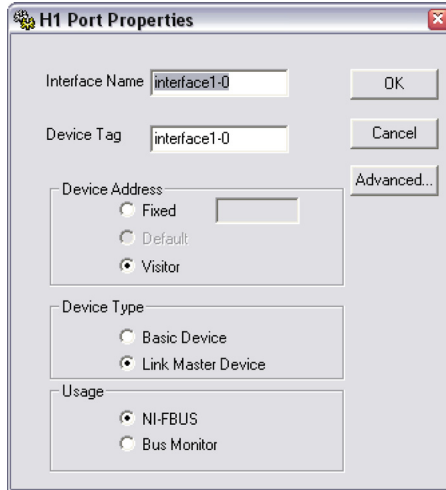 H1 Port Properties
Interface Name interface1-0 OK
Device Tag interface1-0 Cancel
Advanced...
Device Address
Fixed
Default
Visitor
Device Type
Basic Device
Link Master Device
Usage
NI-FBUS
Bus Monitor